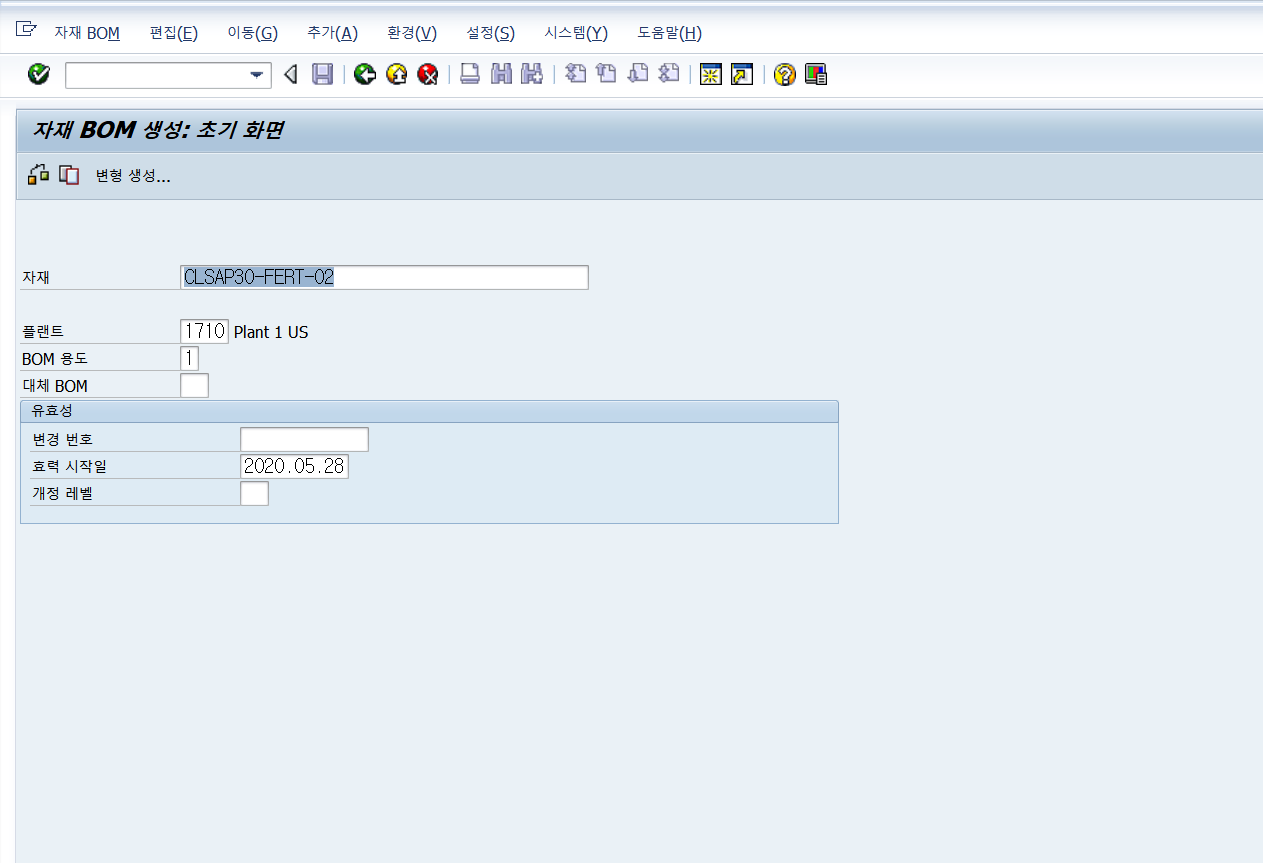 자재 BOM 편집(E) 이동(G) 추가(A) 환경(V) 설정(S) 시스템(Y) 도움말(H)
자재 BOM 생성: 초기 화면
변형 생성...
자재 CLSAP30-FERT-02
플랜트 1710 Plant 1 US
BOM 용도 1
대체 BOM
유효성
변경 번호
효력 시작일 2020.05.28
개정 레벨